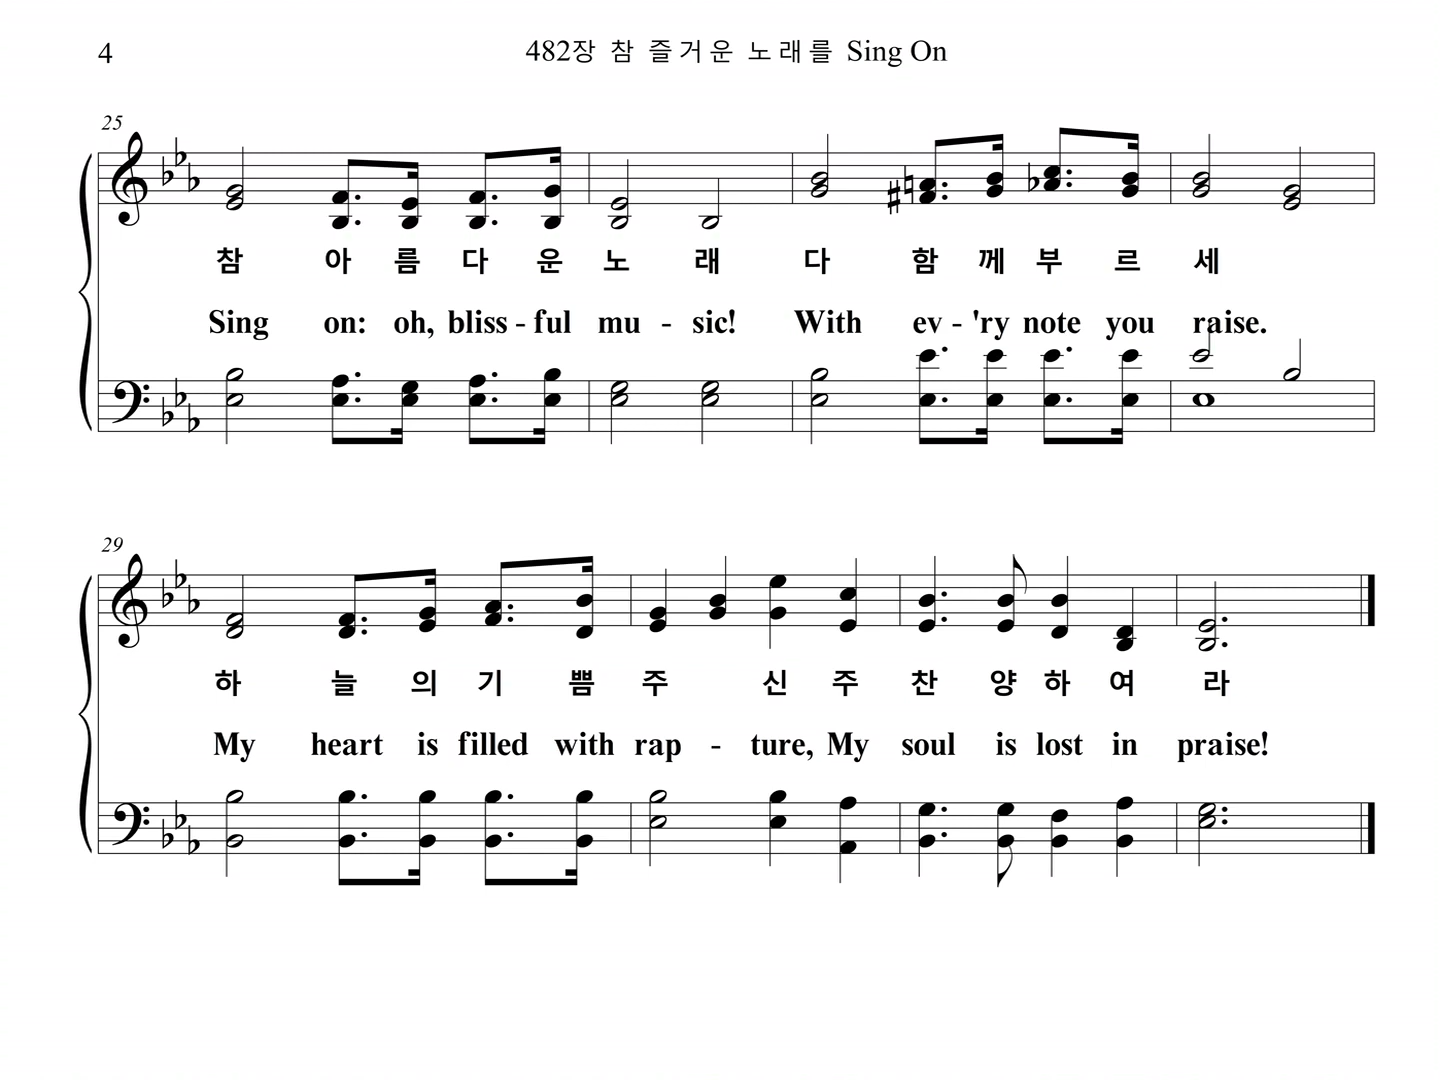 4
482장 참 즐거운 노래를 Sing On
25
참 아 름 다 운 노 래 다 함 께 부 르 세
Sing on: oh, bliss - ful mu - sic! With ev - 'ry note you raise.
29
하 늘 의 기 쁨 주 신 주 찬 양 하 여 라
My heart is filled with rap - ture, My soul is lost in praise!